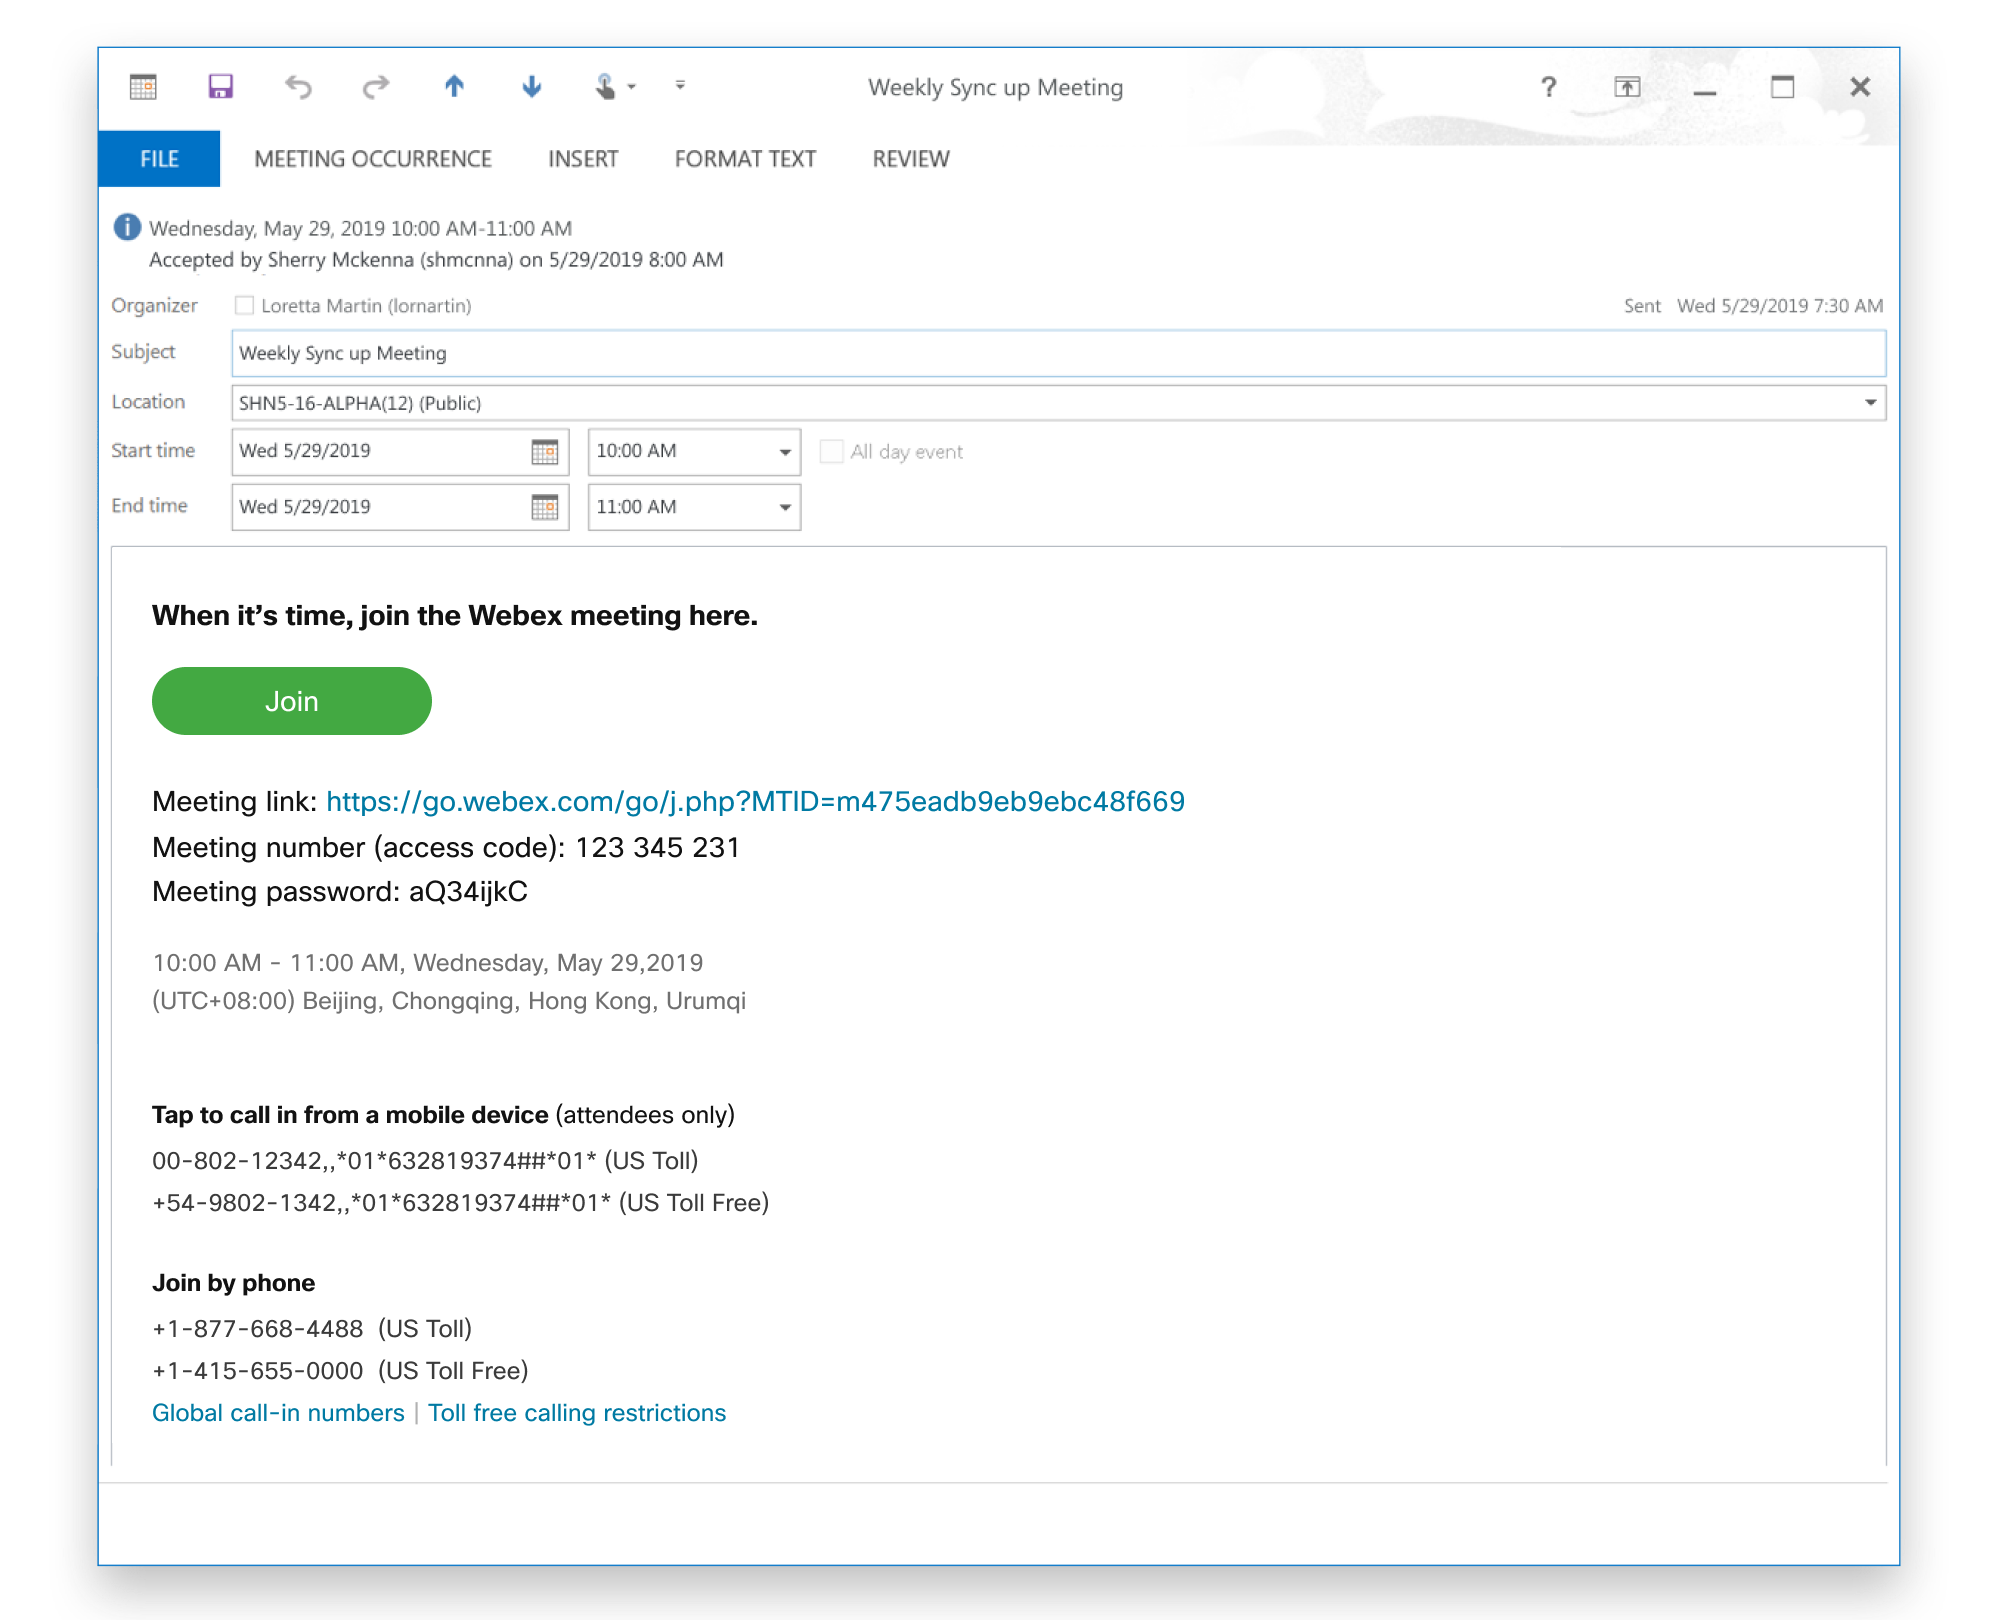 Weekly Sync up Meeting
?
FILE MEETING OCCURRENCE INSERT FORMAT TEXT REVIEW
Wednesday, May 29, 2019 10:00 AM-11:00 AM
Accepted by Sherry Mckenna (shmcnna) on 5/29/2019 8:00 AM
Organizer Loretta Martin (lornartin) Sent Wed 5/29/2019 7:30 AM
Subject Weekly Sync up Meeting
Location SHN5-16-ALPHA(12) (Public)
Start time Wed 5/29/2019 10:00 AM All day event
End time Wed 5/29/2019 11:00 AM
When it’s time, join the Webex meeting here.
Join
Meeting link: https://go.webex.com/go/j.php?MTID=m475eadb9eb9ebc48f669
Meeting number (access code): 123 345 231
Meeting password: aQ34ijkC
10:00 AM - 11:00 AM, Wednesday, May 29,2019
(UTC+08:00) Beijing, Chongqing, Hong Kong, Urumqi
Tap to call in from a mobile device (attendees only)
00-802-12342,,*01*632819374##*01* (US Toll)
+54-9802-1342,,*01*632819374##*01* (US Toll Free)
Join by phone
+1-877-668-4488 (US Toll)
+1-415-655-0000 (US Toll Free)
Global call-in numbers | Toll free calling restrictions